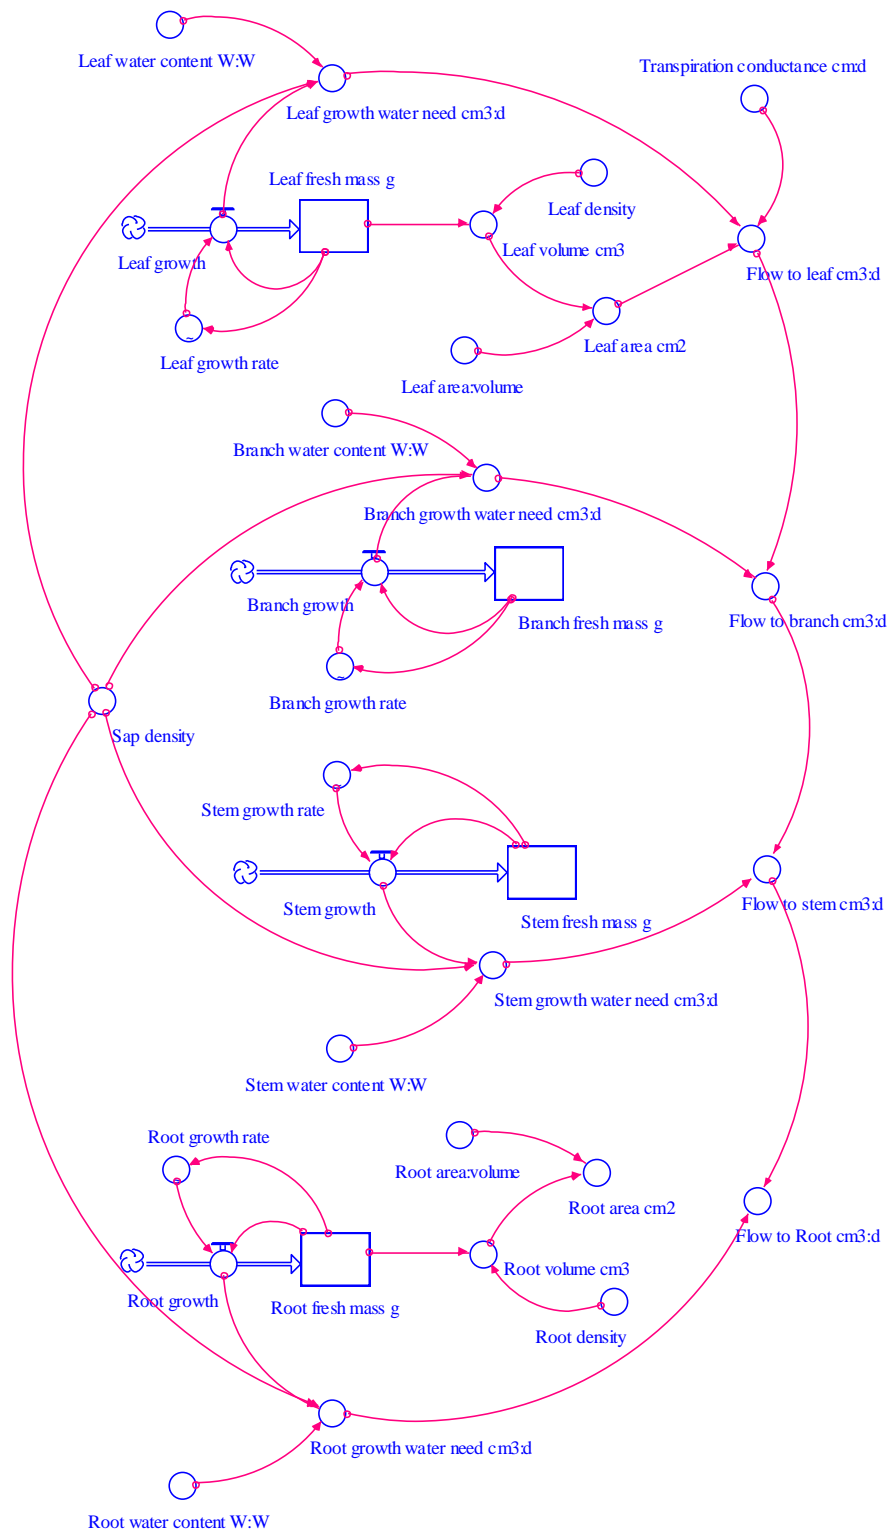 Leaf water content W:W
Transpiration conductance cm:d
Leaf growth water need cm3:d
Leaf fresh mass g
Leaf density
Leaf volume cm3
Leaf growth
Flow to leaf cm3:d
Leaf growth rate
Leaf area cm2
Leaf area:volume
Branch water content W:W
Branch growth water need cm3:d
Branch growth
Branch fresh mass g
Flow to branch cm3:d
Branch growth rate
Sap density
Stem growth rate
Stem growth
Stem fresh mass g
Flow to stem cm3:d
Stem growth water need cm3:d
Stem water content W:W
Root growth rate
Root area:volume
Root area cm2
Flow to Root cm3:d
Root volume cm3
Root growth
Root fresh mass g
Root density
Root growth water need cm3:d
Root water content W:W